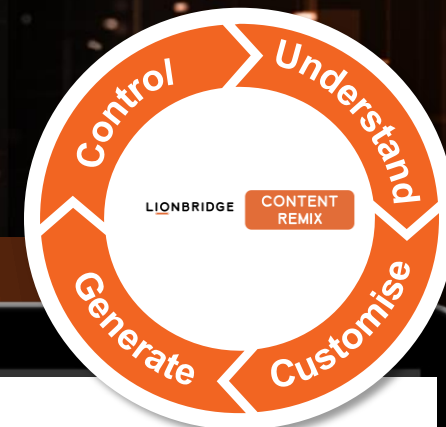 Control
Understand
LIONBRIDGE
CONTENT
REMIX
Generate
Customise